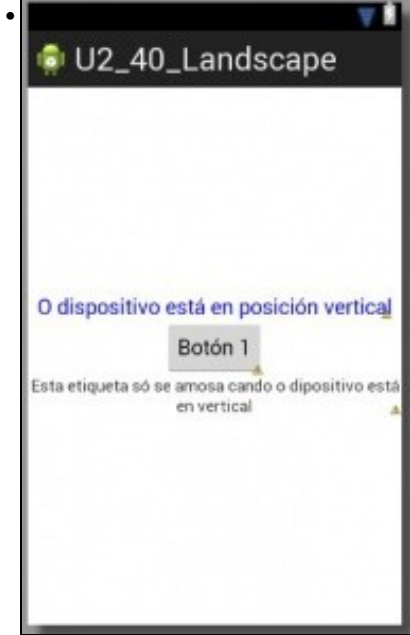 U2_40_Landscape
O dispositivo está en posición vertical
Botón 1
Esta etiqueta só se amosa cando o dipositivo está
en vertical